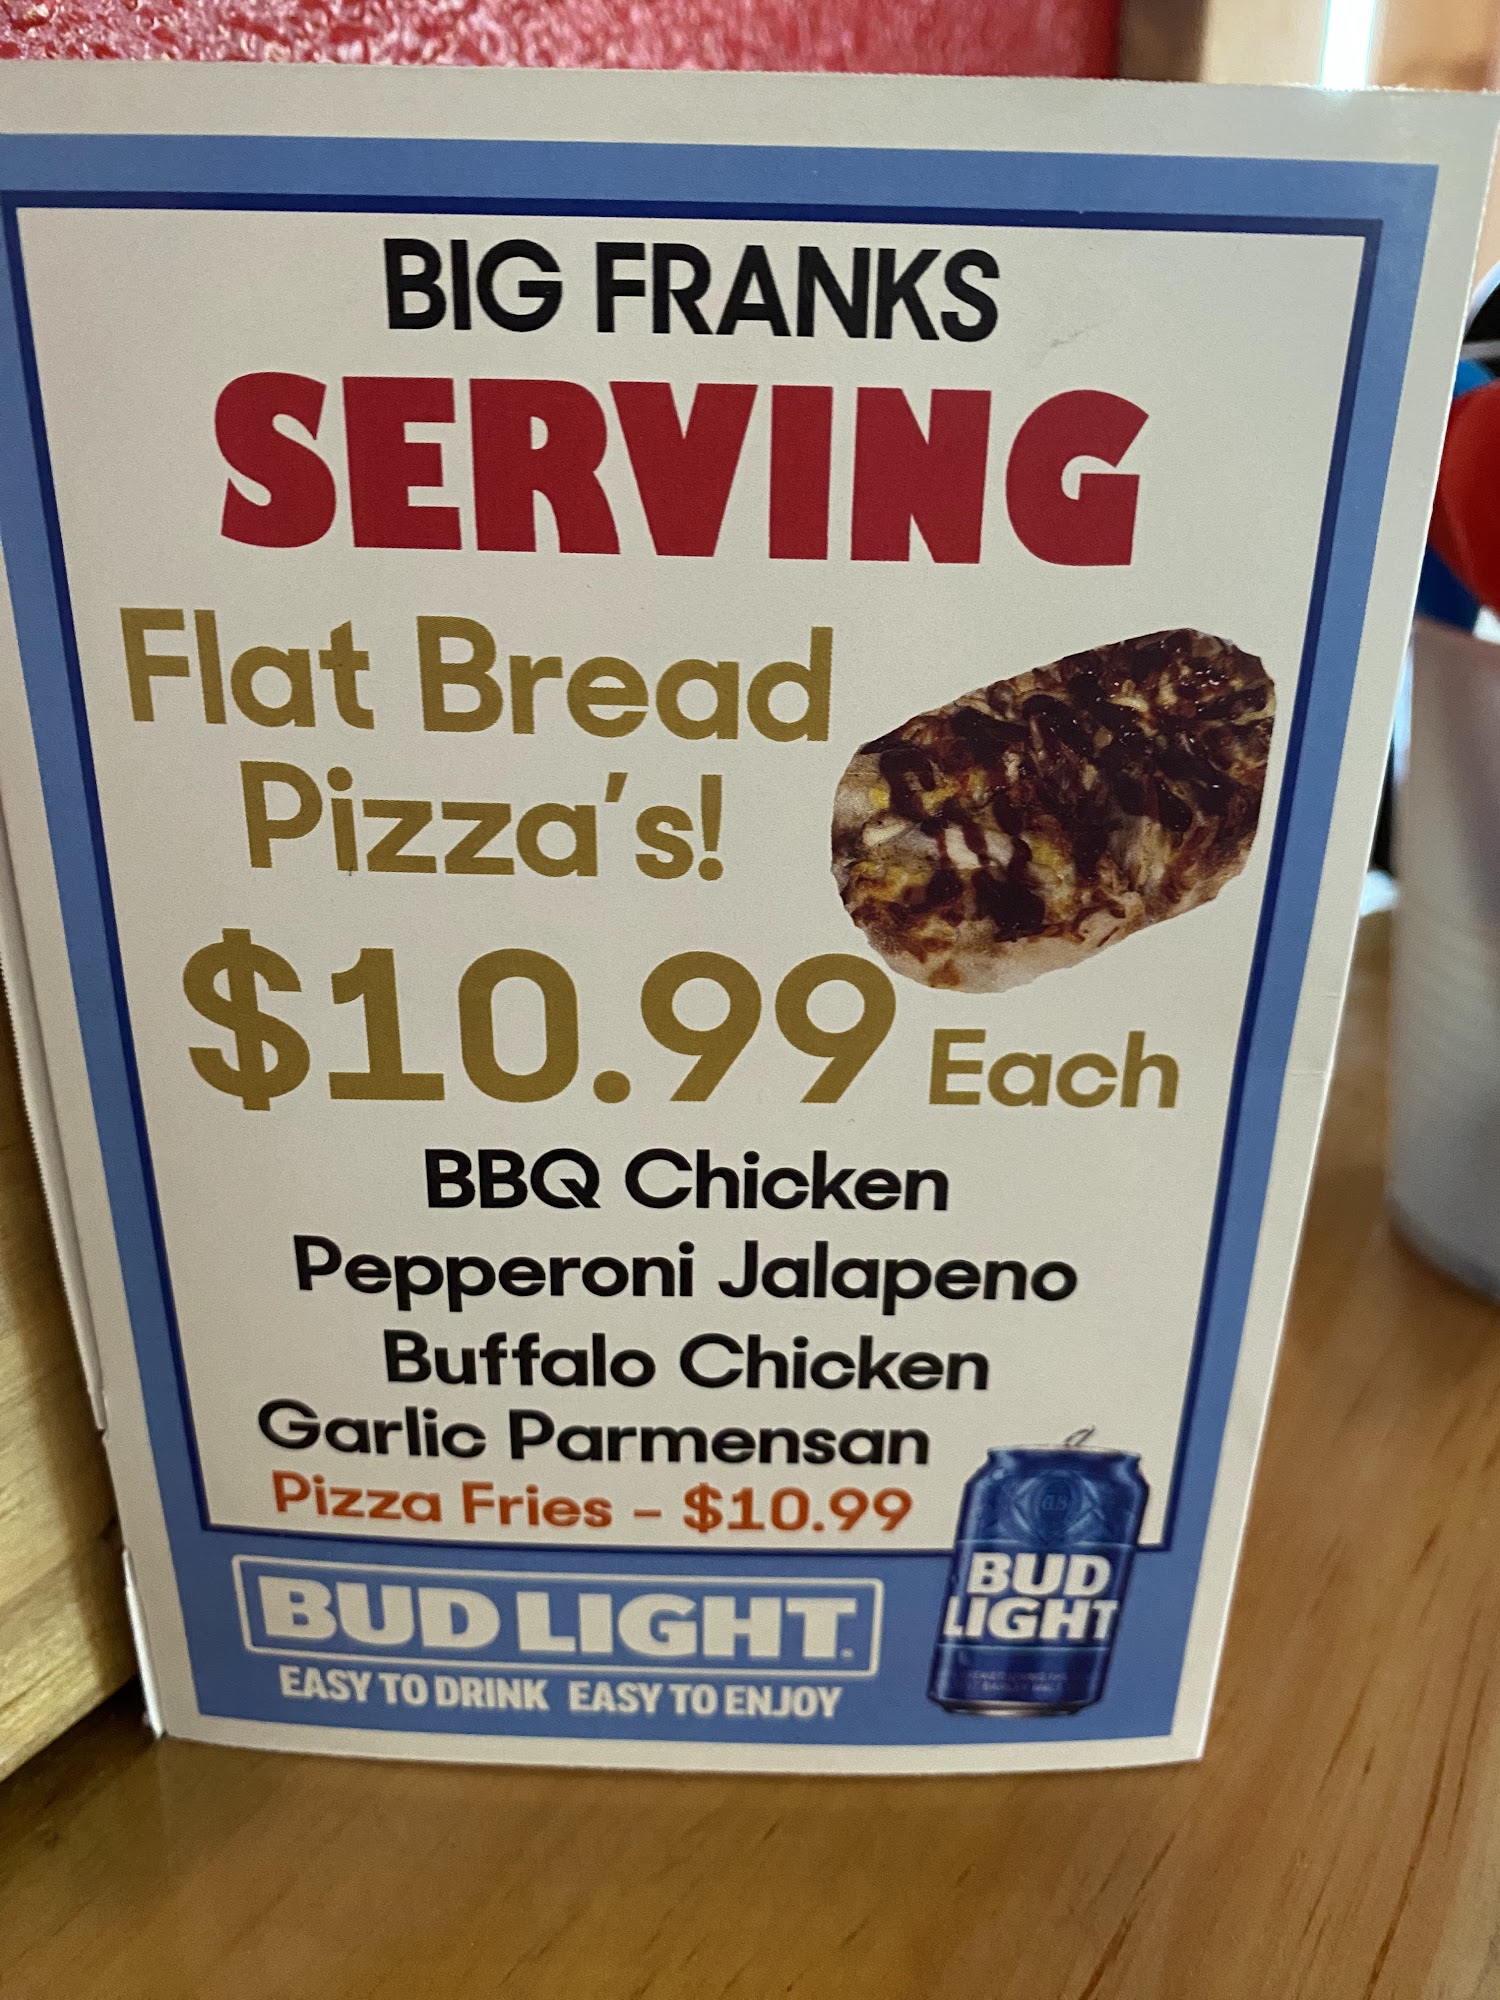 BIG FRANKS
SERVING
Flat Bread
Pizza's!
$10.99 Each
BBQ Chicken
Pepperoni Jalapeno
Buffalo Chicken
Garlic Parmensan
Pizza Fries – $10.99
BUD LIGHT.
EASY TO DRINK EASY TO ENJOY
BUD
LIGHT